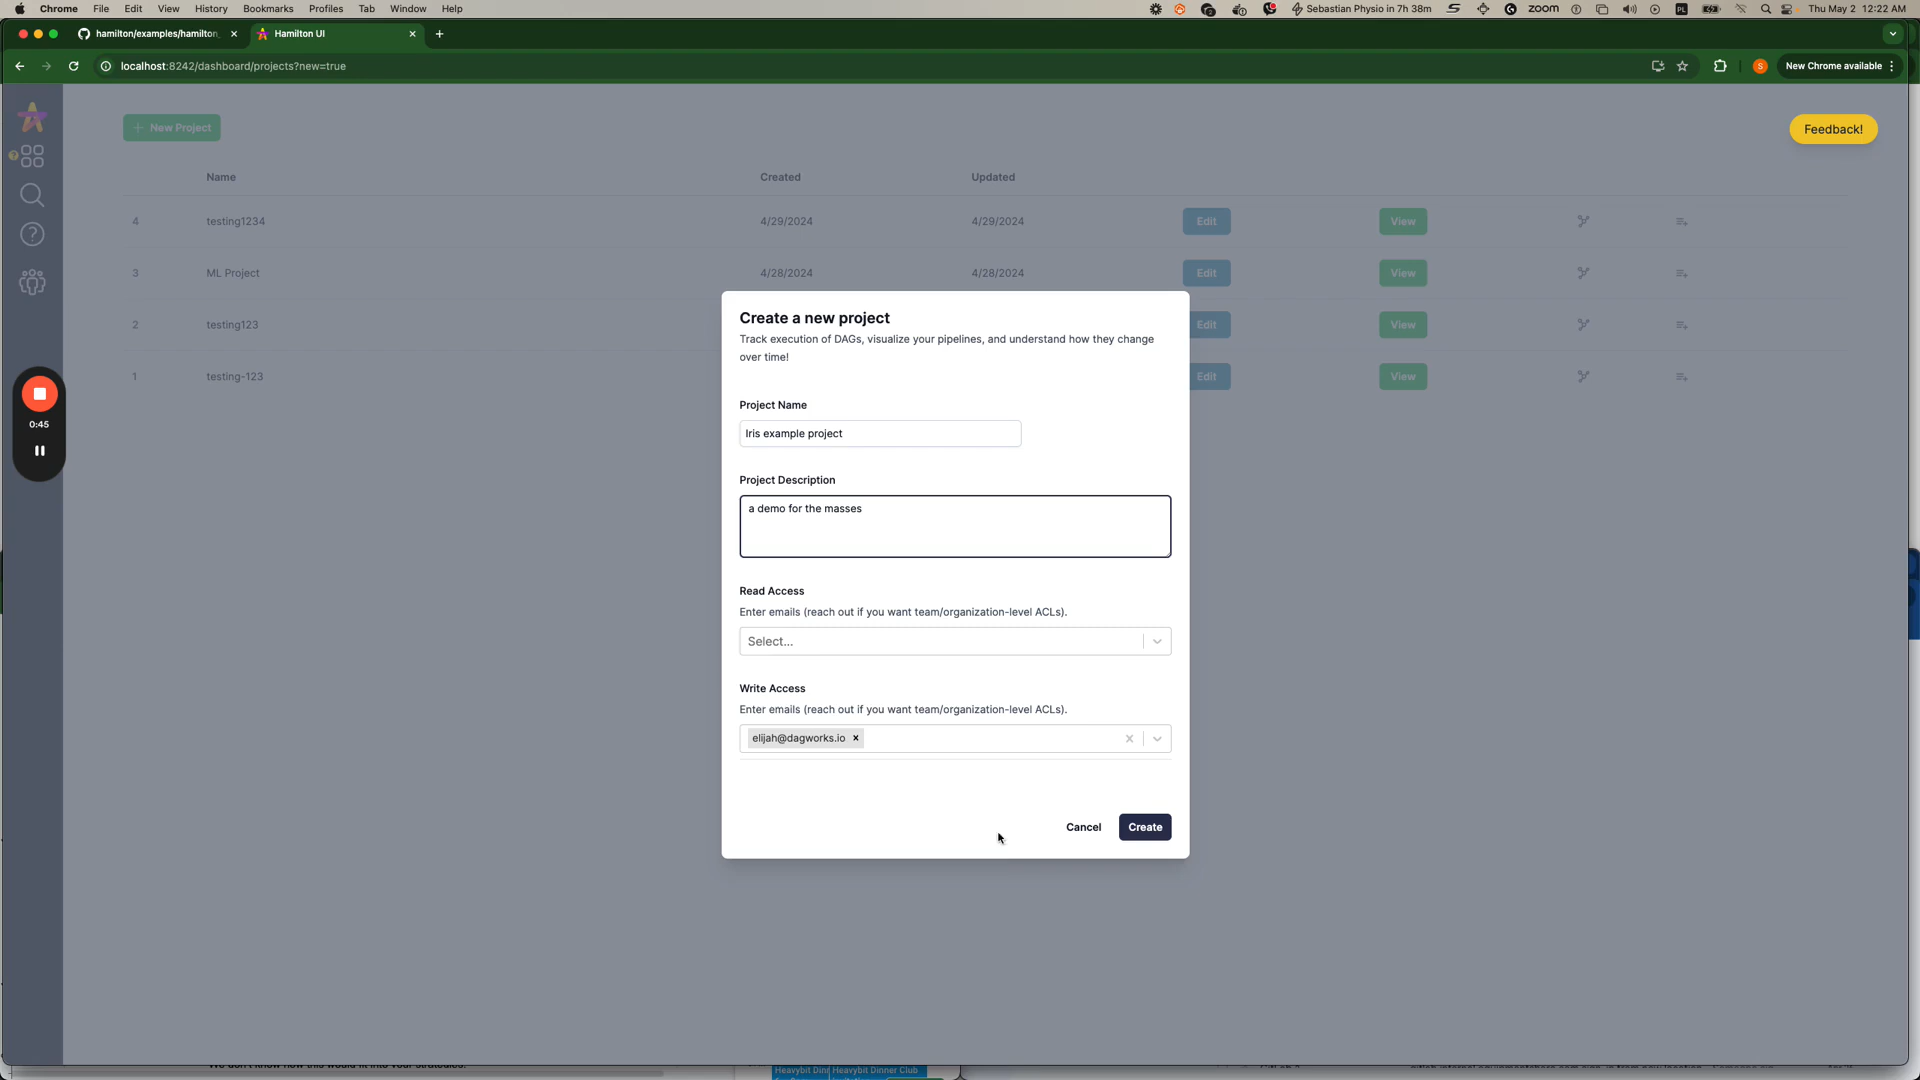 Chrome File Edit View History Bookmarks Profiles Tab Window Help Sebastian Physio in 7h 38m zoom PL Thu May 2 12:22 AM
hamilton/examples/hamilton_ Hamilton UI
localhost:8242/dashboard/projects?new=true S New Chrome available
+ New Project Feedback!
Name Created Updated
4 testing1234 4/29/2024 4/29/2024 Edit View
3 ML Project 4/28/2024 4/28/2024 Edit View
2 testing123 Edit View
1 testing-123 Edit View
0:45
Create a new project
Track execution of DAGs, visualize your pipelines, and understand how they change
over time!
Project Name
Iris example project
Project Description
a demo for the masses
Read Access
Enter emails (reach out if you want team/organization-level ACLs).
Select...
Write Access
Enter emails (reach out if you want team/organization-level ACLs).
elijah@dagworks.io
Cancel Create
Heavybit Dinn Heavybit Dinner Club